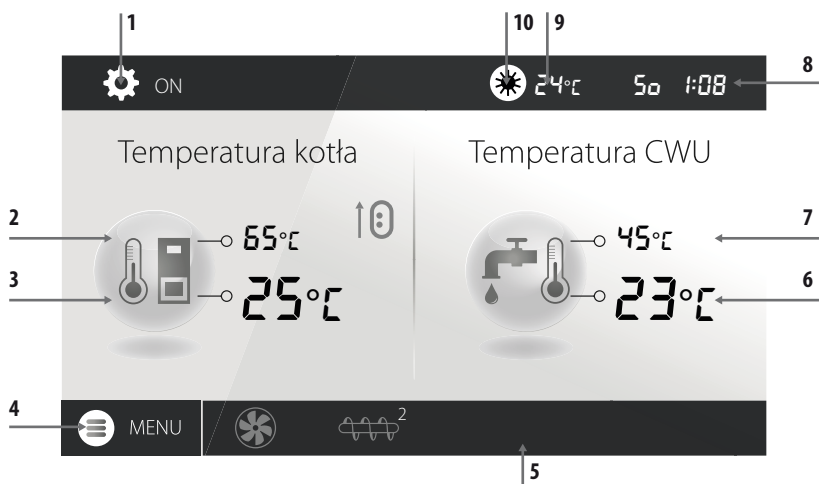 1 10 9
ON 24°C So 1:08 8
Temperatura kotła Temperatura CWU
2 65°C 45°C 7
3 25°C 23°C 6
4 MENU 2
5